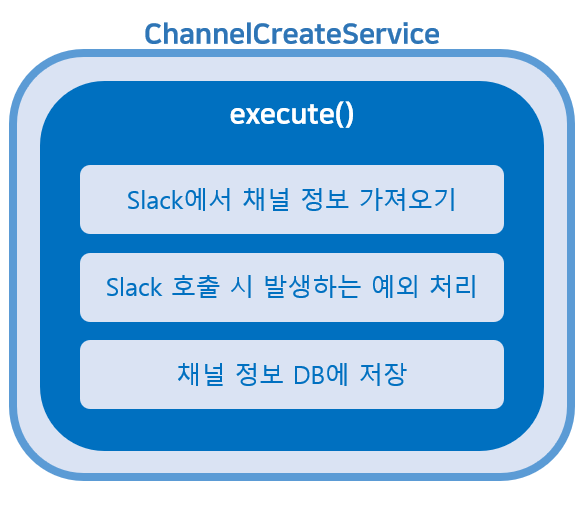 ChannelCreateService
execute()
Slack에서 채널 정보 가져오기
Slack 호출 시 발생하는 예외 처리
채널 정보 DB에 저장